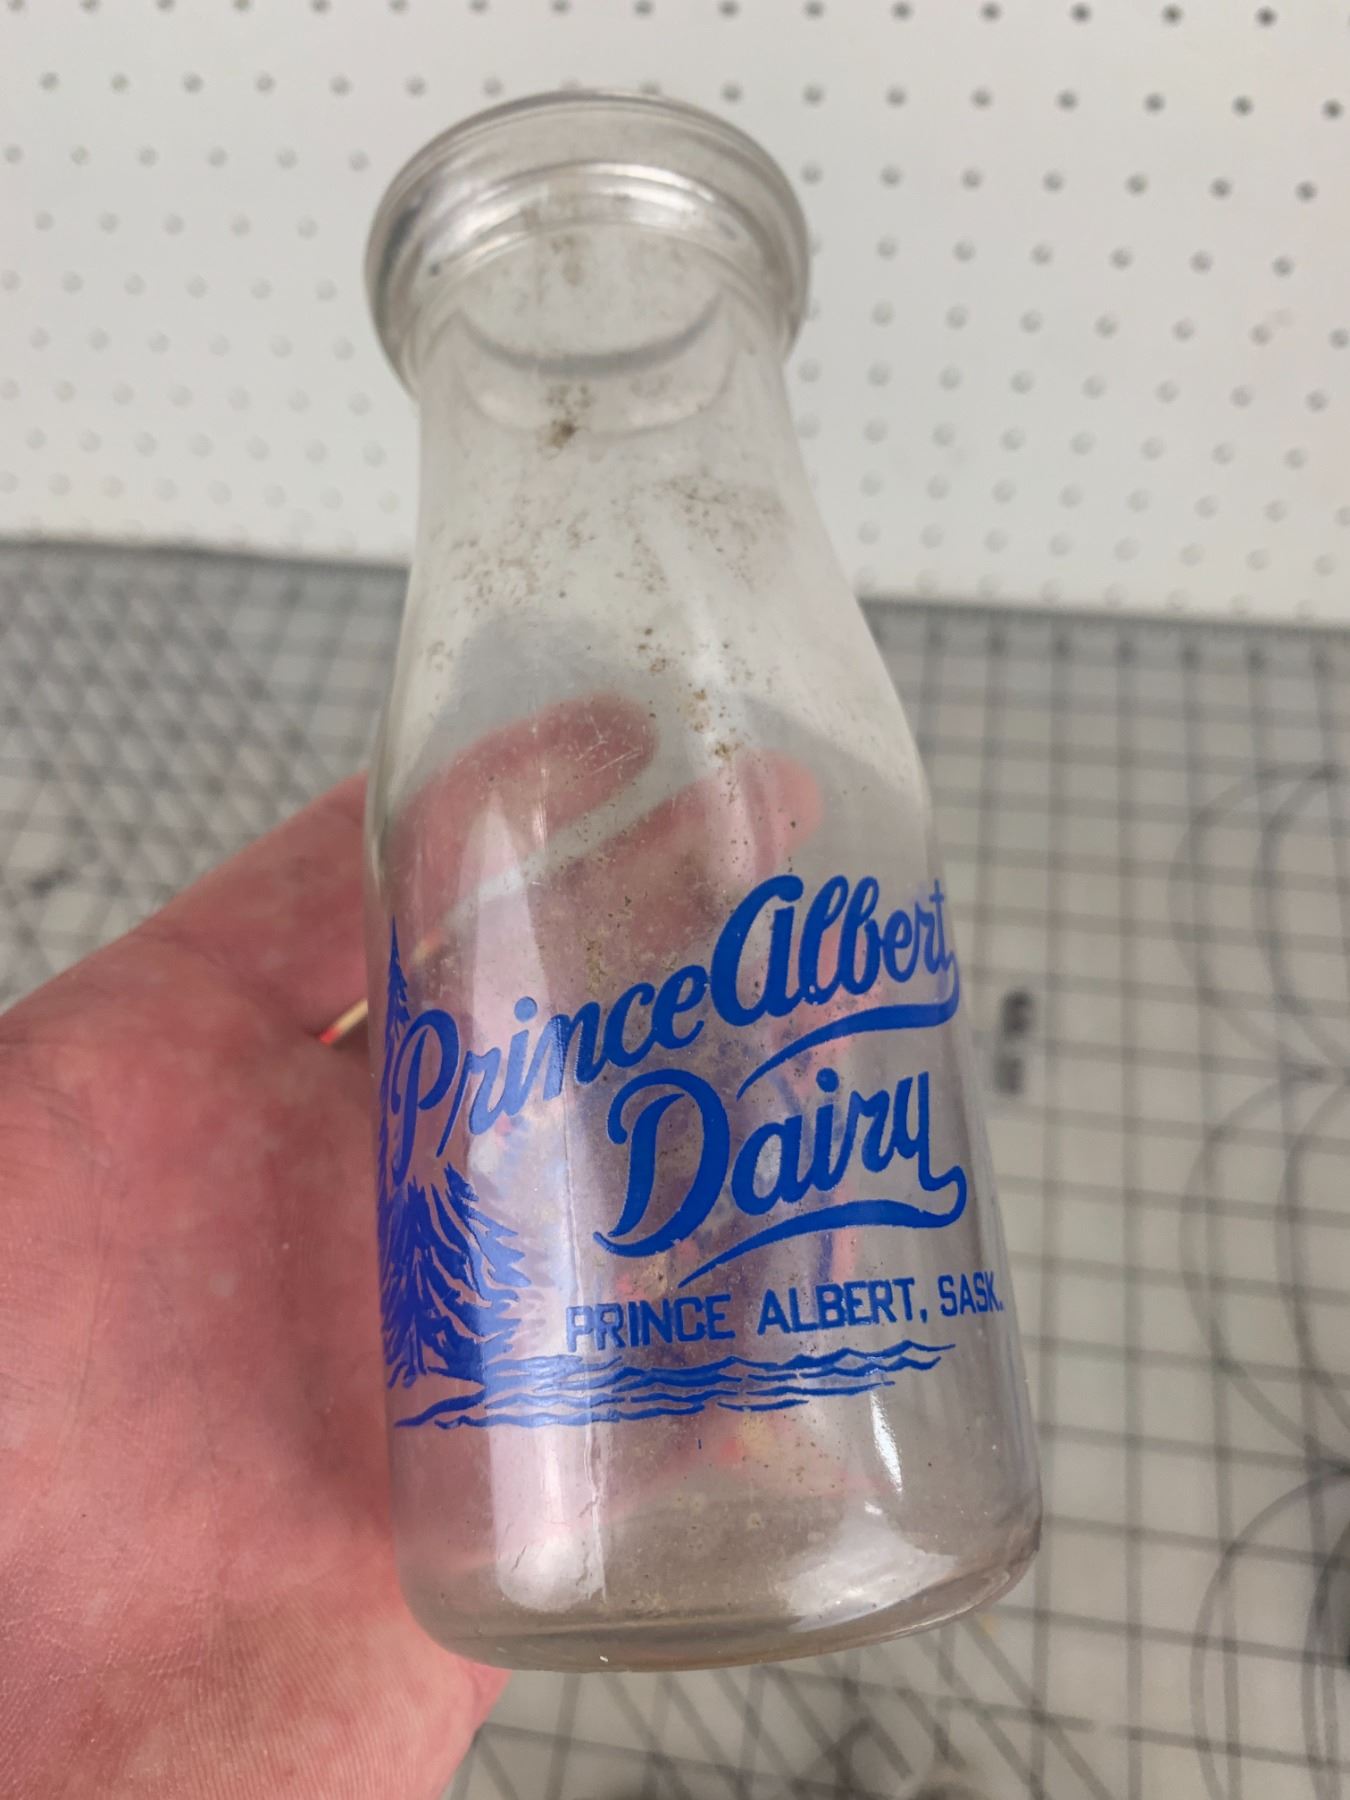 Prince Albert
Dairy
PRINCE ALBERT, SASK.